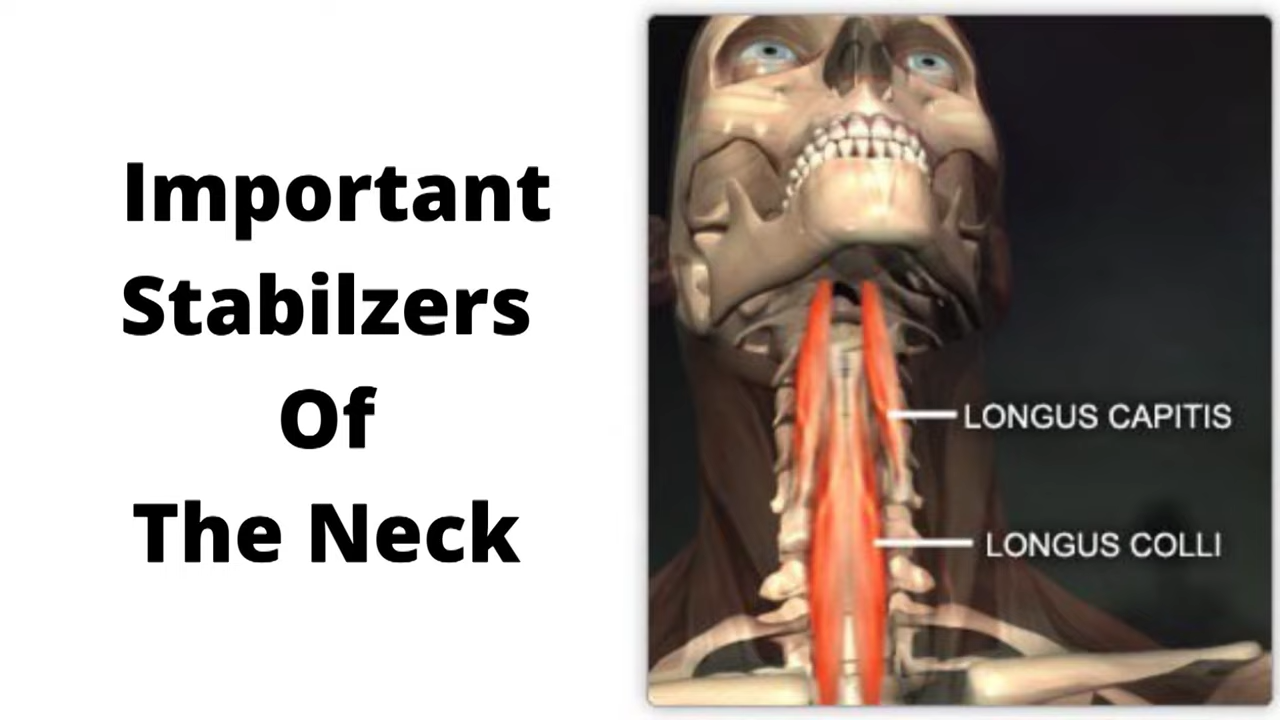 Important
Stabilzers
Of
The Neck
LONGUS CAPITIS
LONGUS COLLI